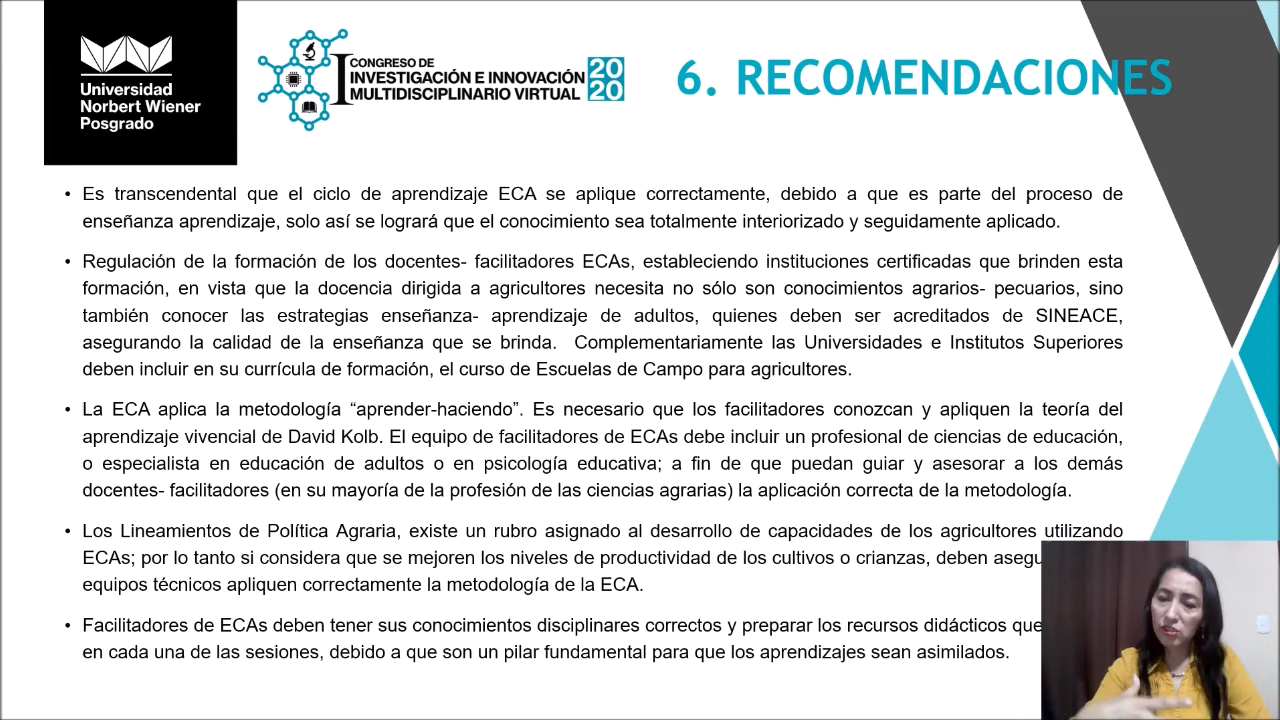 Universidad
Norbert Wiener
Posgrado
I CONGRESO DE
INVESTIGACIÓN E INNOVACIÓN
MULTIDISCIPLINARIO VIRTUAL
20
20
6. RECOMENDACIONES
• Es transcendental que el ciclo de aprendizaje ECA se aplique correctamente, debido a que es parte del proceso de
enseñanza aprendizaje, solo así se logrará que el conocimiento sea totalmente interiorizado y seguidamente aplicado.
• Regulación de la formación de los docentes- facilitadores ECAs, estableciendo instituciones certificadas que brinden esta
formación, en vista que la docencia dirigida a agricultores necesita no sólo son conocimientos agrarios- pecuarios, sino
también conocer las estrategias enseñanza- aprendizaje de adultos, quienes deben ser acreditados de SINEACE,
asegurando la calidad de la enseñanza que se brinda. Complementariamente las Universidades e Institutos Superiores
deben incluir en su currícula de formación, el curso de Escuelas de Campo para agricultores.
• La ECA aplica la metodología “aprender-haciendo”. Es necesario que los facilitadores conozcan y apliquen la teoría del
aprendizaje vivencial de David Kolb. El equipo de facilitadores de ECAs debe incluir un profesional de ciencias de educación,
o especialista en educación de adultos o en psicología educativa; a fin de que puedan guiar y asesorar a los demás
docentes- facilitadores (en su mayoría de la profesión de las ciencias agrarias) la aplicación correcta de la metodología.
• Los Lineamientos de Política Agraria, existe un rubro asignado al desarrollo de capacidades de los agricultores utilizando
ECAs; por lo tanto si considera que se mejoren los niveles de productividad de los cultivos o crianzas, deben
equipos técnicos apliquen correctamente la metodología de la ECA.
• Facilitadores de ECAs deben tener sus conocimientos disciplinares correctos y preparar los recursos didácticos que
en cada una de las sesiones, debido a que son un pilar fundamental para que los aprendizajes sean asimilados.